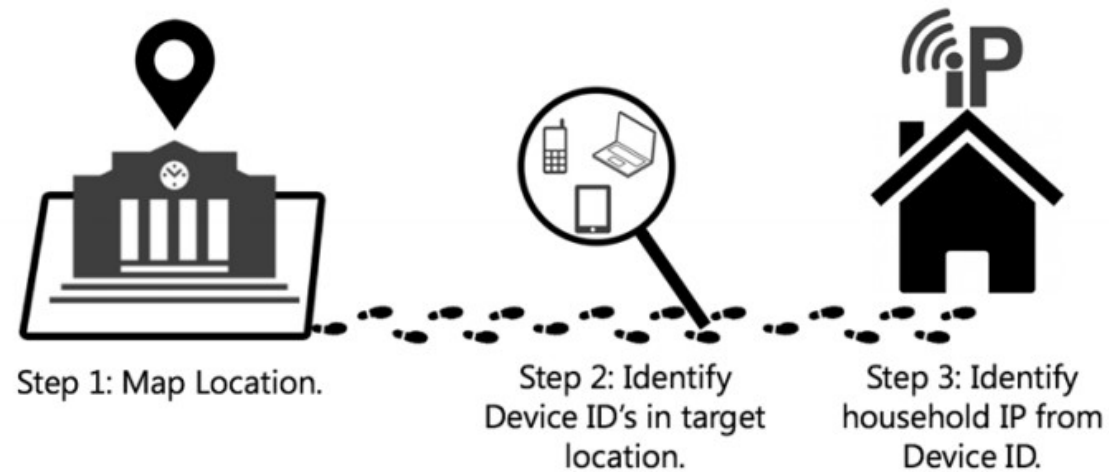 iP
Step 1: Map Location.
Step 2: Identify
Device ID's in target
location.
Step 3: Identify
household IP from
Device ID.